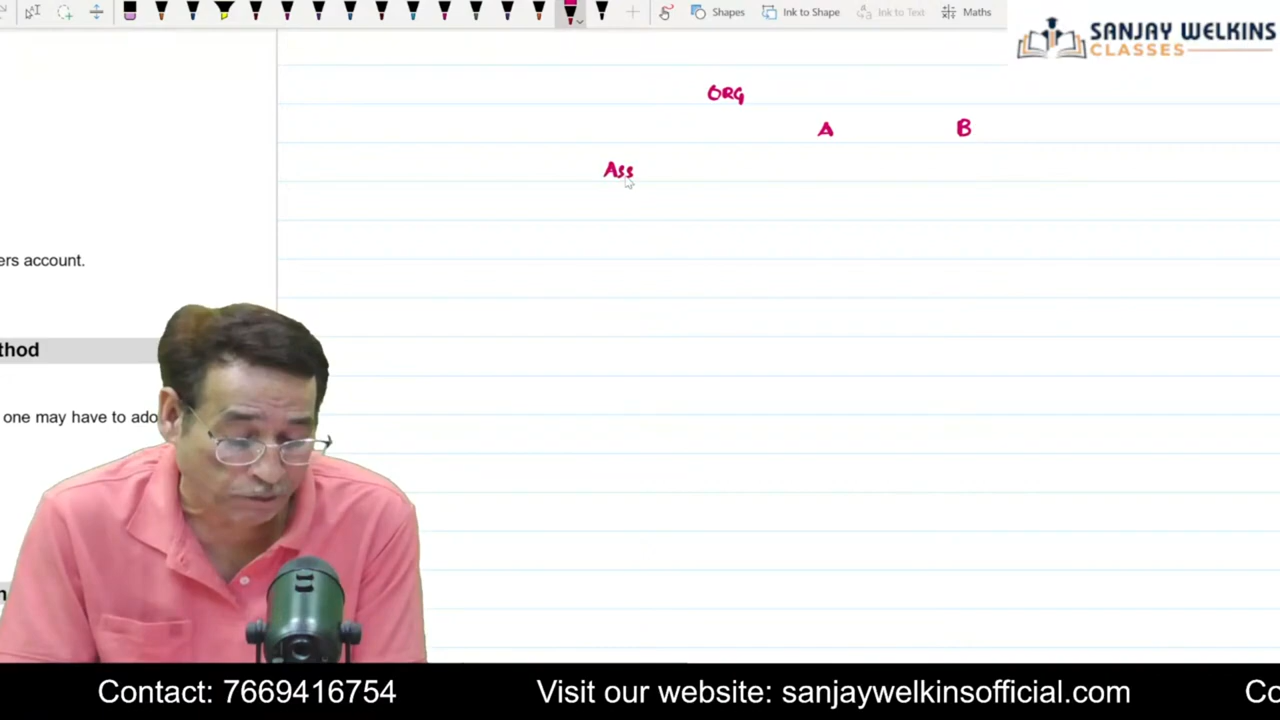 Shapes Ink to Shape Ink to Text Maths
SANJAY WELKINS
CLASSES
ORG
A B
Ass
ers account.
thod
one may have to ado
n
Contact: 7669416754 Visit our website: sanjaywelkinsofficial.com Co